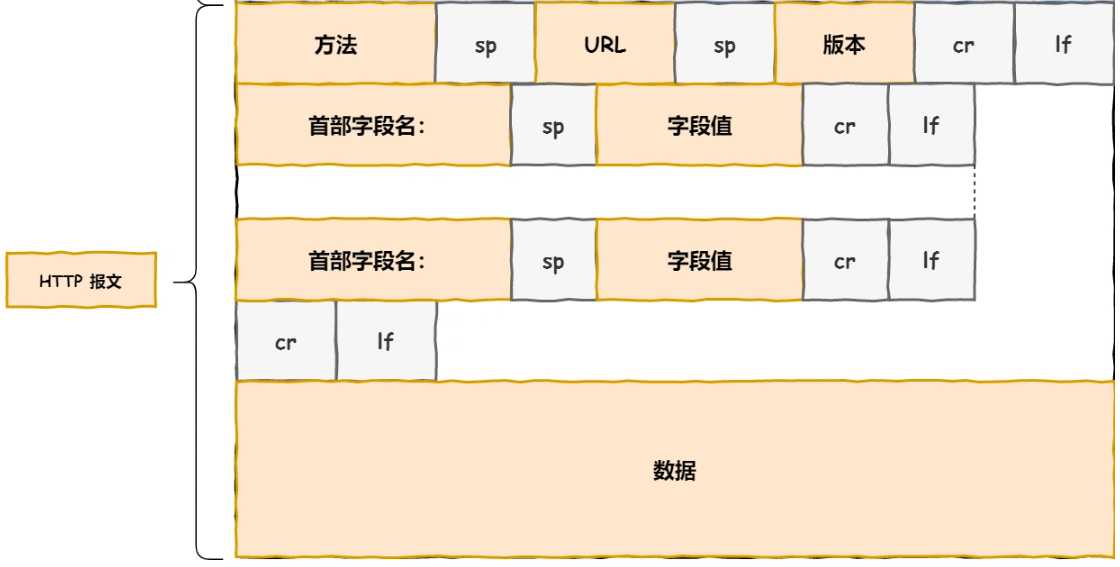 方法 sp URL sp 版本 cr lf
首部字段名: sp 字段值 cr lf
首部字段名: sp 字段值 cr lf
HTTP 报文
cr lf
数据